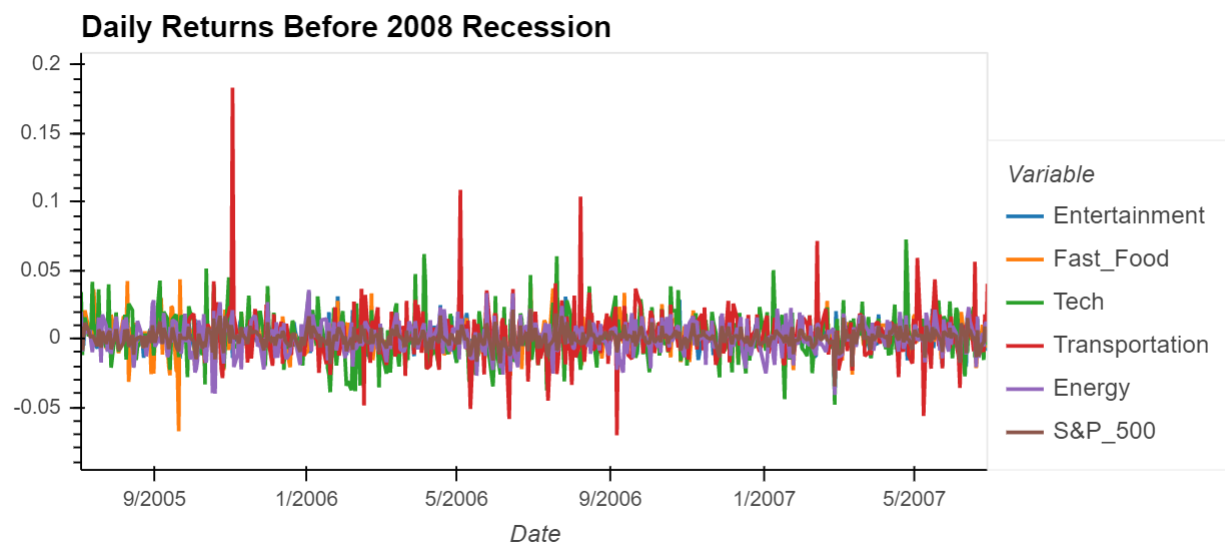 Daily Returns Before 2008 Recession
0.2
0.15
0.1
0.05
0
-0.05
9/2005 1/2006 5/2006 9/2006 1/2007 5/2007
Date
Variable
Entertainment
Fast_Food
Tech
Transportation
Energy
S&P_500